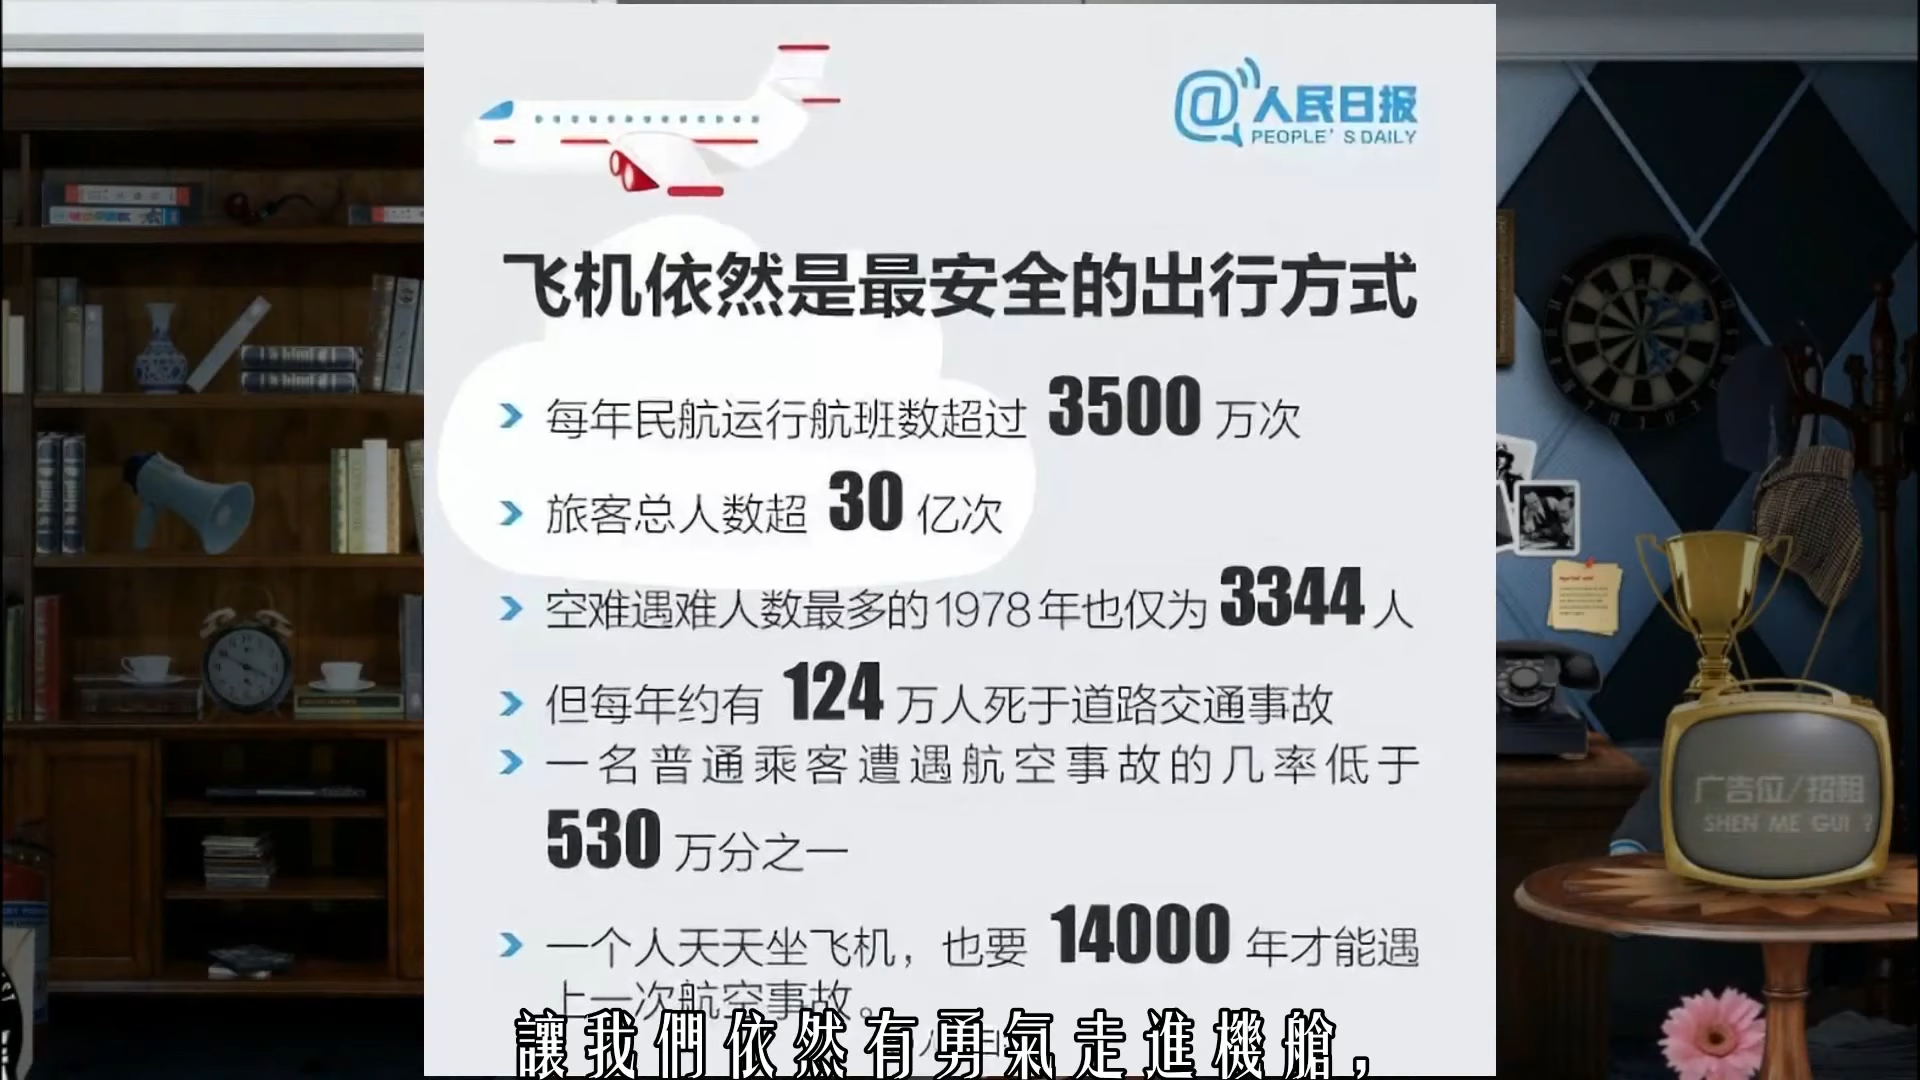 @人民日报
PEOPLE'S DAILY
飞机依然是最安全的出行方式
每年民航运行航班数超过 3500 万次
旅客总人数超 30 亿次
空难遇难人数最多的1978年也仅为 3344 人
但每年约有 124 万人死于道路交通事故
一名普通乘客遭遇航空事故的几率低于
530 万分之一
一个人天天坐飞机，也要 14000 年才能遇
上一次航空事故。
讓我們依然有勇氣走進機艙，
广告位/招租
SHEN ME GUI ?